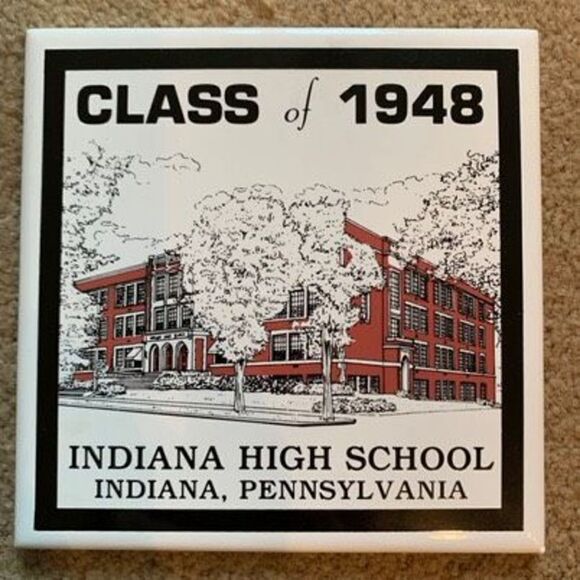 CLASS of 1948
INDIANA HIGH SCHOOL
INDIANA, PENNSYLVANIA